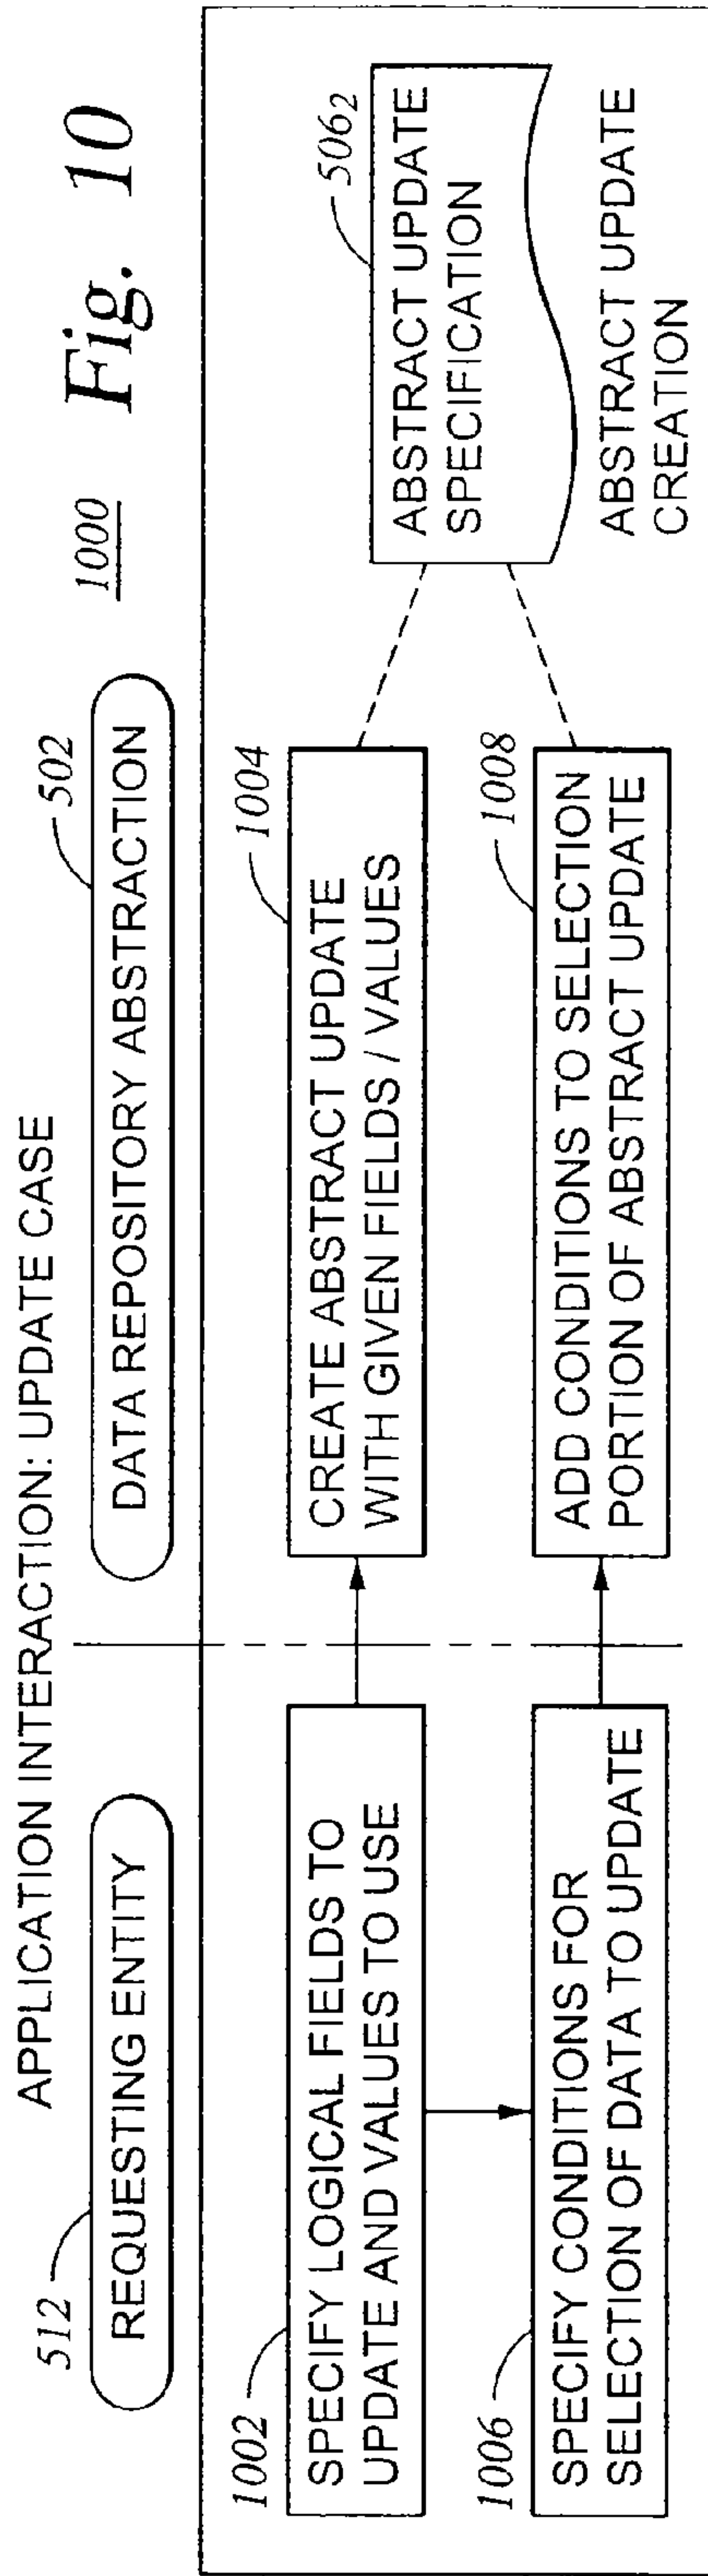 APPLICATION INTERACTION: UPDATE CASE
1000
Fig. 10
512
REQUESTING ENTITY
502
DATA REPOSITORY ABSTRACTION
1002
SPECIFY LOGICAL FIELDS TO
UPDATE AND VALUES TO USE
1004
CREATE ABSTRACT UPDATE
WITH GIVEN FIELDS / VALUES
1006
SPECIFY CONDITIONS FOR
SELECTION OF DATA TO UPDATE
1008
ADD CONDITIONS TO SELECTION
PORTION OF ABSTRACT UPDATE
506₂
ABSTRACT UPDATE
SPECIFICATION
ABSTRACT UPDATE
CREATION